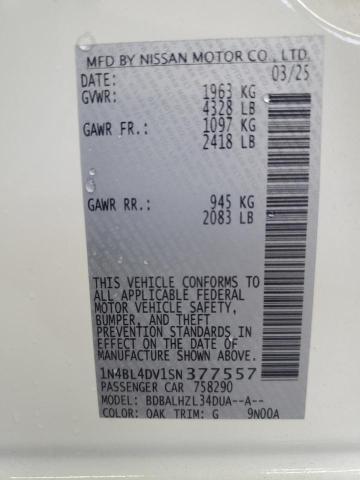 MFD BY NISSAN MOTOR CO., LTD.
DATE: 03/25
GVWR: 1963 KG
4328 LB
GAWR FR.: 1097 KG
2418 LB
GAWR RR.: 945 KG
2083 LB
THIS VEHICLE CONFORMS TO
ALL APPLICABLE FEDERAL
MOTOR VEHICLE SAFETY,
BUMPER, AND THEFT
PREVENTION STANDARDS
IN EFFECT ON THE DATE
OF MANUFACTURE SHOWN
ABOVE.
1N4BL4DV1SN377557
PASSENGER CAR 758290
MODEL: BDBALHZL34DUA--A--
COLOR: OAK TRIM: G 9N00A